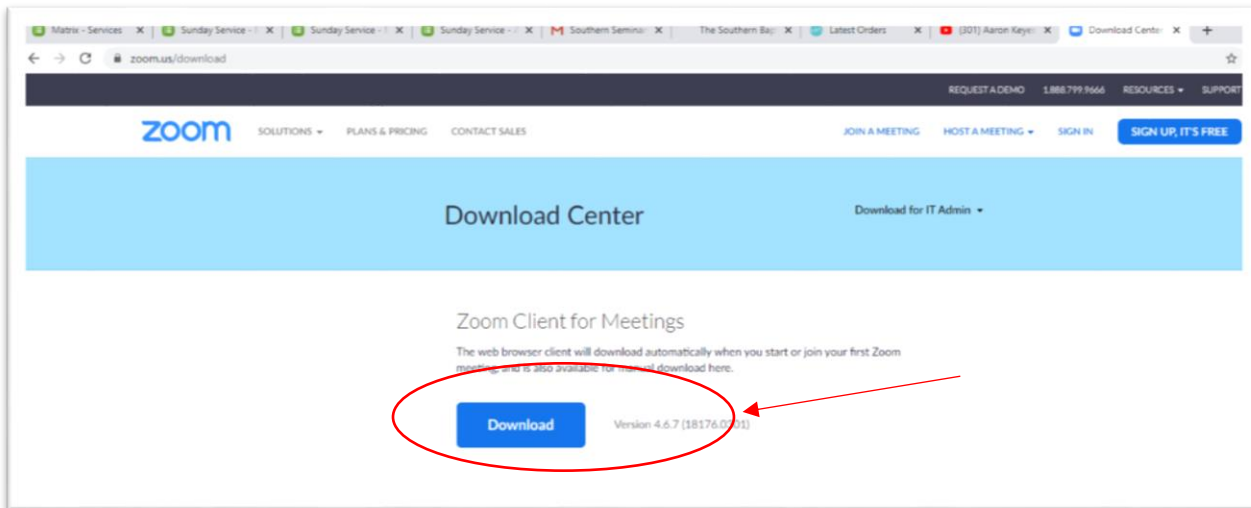 Matrix - Services X Sunday Service - X Sunday Service - X Sunday Service - X Southern Seminar X The Southern Bap X Latest Orders X (301) Aaron Keyes X Download Center X +
zoom.us/download
REQUEST A DEMO 1.888.799.9666 RESOURCES SUPPORT
zoom SOLUTIONS PLANS & PRICING CONTACT SALES JOIN A MEETING HOST A MEETING SIGN IN SIGN UP, IT'S FREE
Download Center Download for IT Admin
Zoom Client for Meetings
The web browser client will download automatically when you start or join your first Zoom
meeting, and is also available for manual download here.
Download Version 4.6.7 (18176.0301)